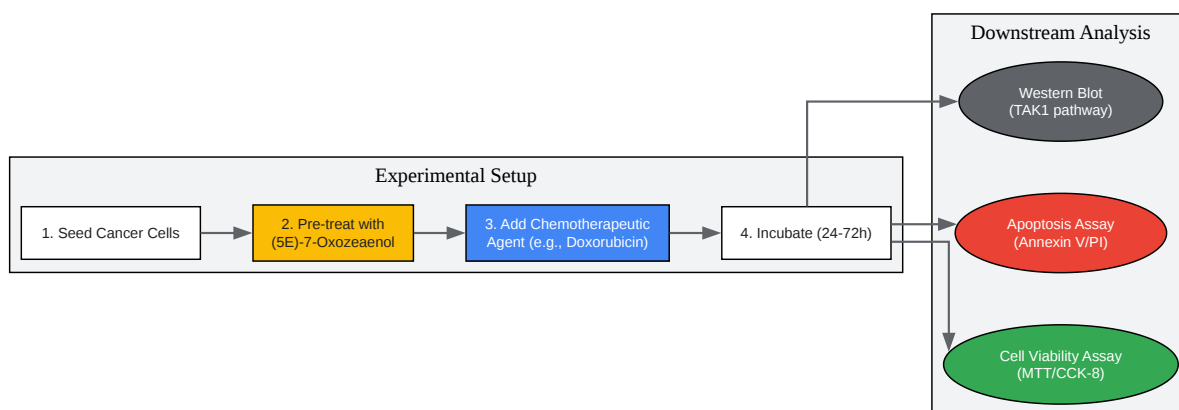 Experimental Setup
1. Seed Cancer Cells
2. Pre-treat with
(5E)-7-Oxozeaenol
3. Add Chemotherapeutic
Agent (e.g., Doxorubicin)
4. Incubate (24-72h)
Downstream Analysis
Western Blot
(TAK1 pathway)
Apoptosis Assay
(Annexin V/PI)
Cell Viability Assay
(MTT/CCK-8)